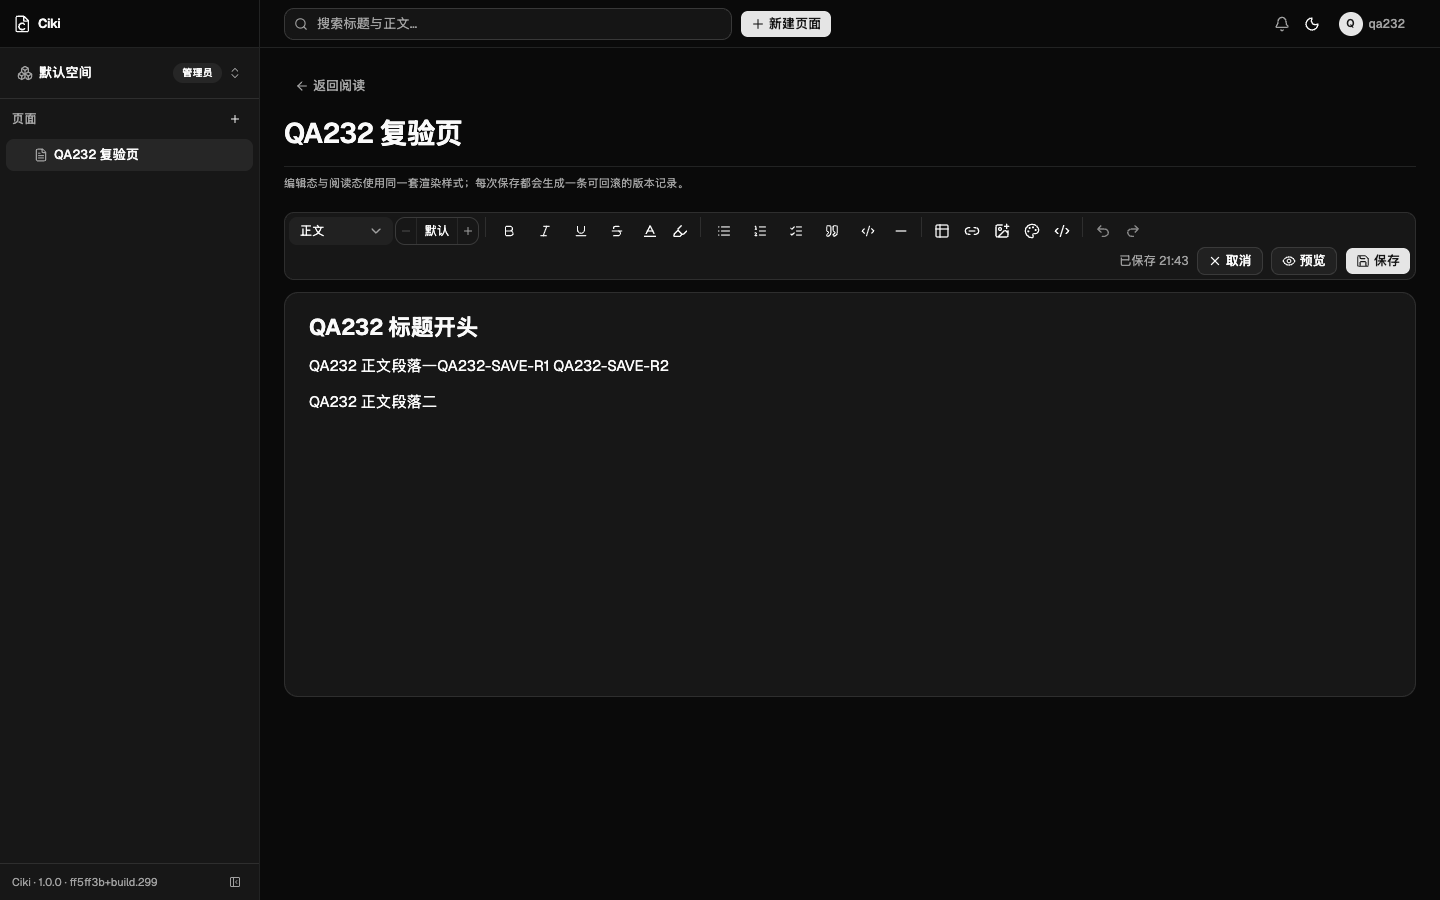 Ciki
搜索标题与正文...
新建页面
Q
qa232
默认空间
管理员
页面
QA232 复验页
返回阅读
QA232 复验页
编辑态与阅读态使用同一套渲染样式；每次保存都会生成一条可回滚的版本记录。
正文
默认
已保存 21:43
取消
预览
保存
QA232 标题开头
QA232 正文段落一QA232-SAVE-R1 QA232-SAVE-R2
QA232 正文段落二
Ciki · 1.0.0 · ff5ff3b+build.299